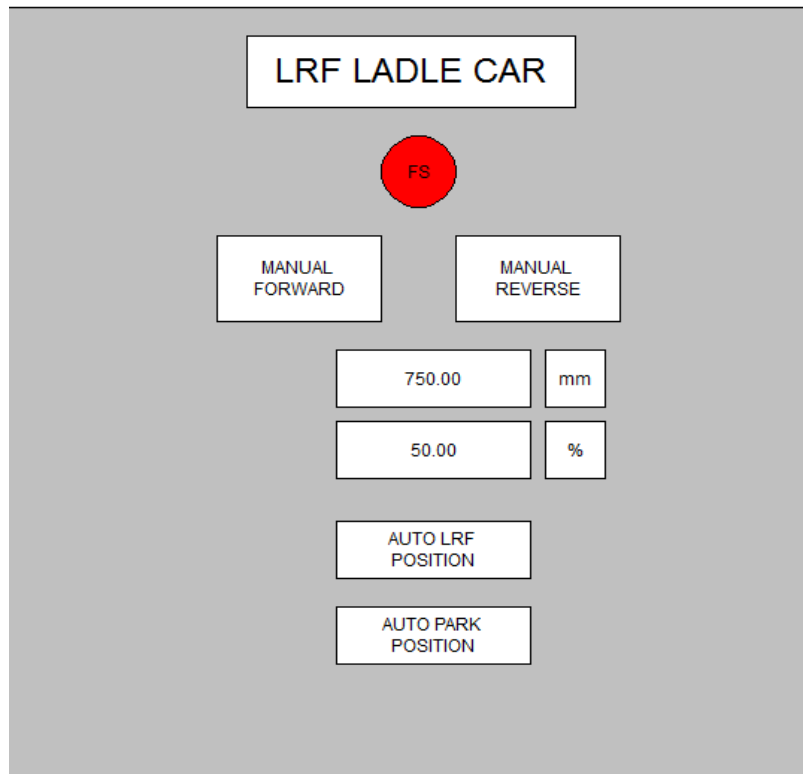 LRF LADLE CAR
FS
MANUAL
FORWARD
MANUAL
REVERSE
750.00
mm
50.00
%
AUTO LRF
POSITION
AUTO PARK
POSITION